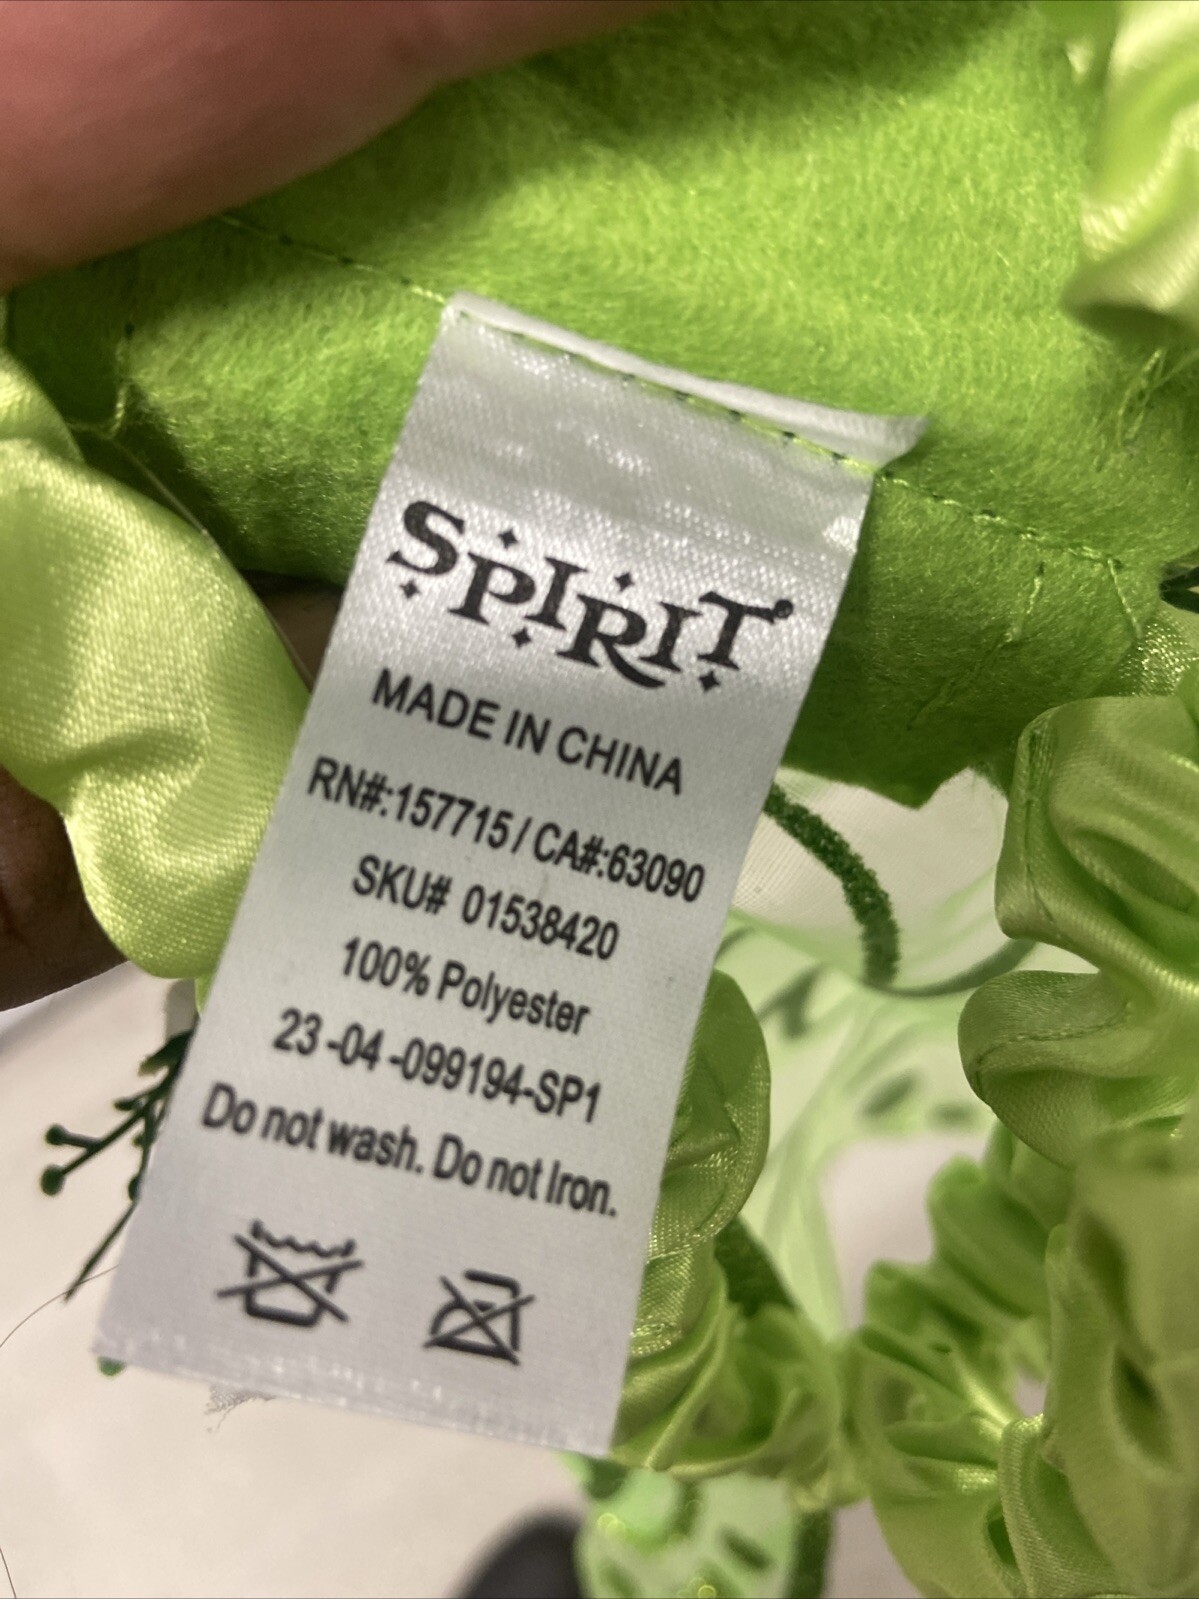 SPIRIT
MADE IN CHINA
RN#:157715 / CA#:63090
SKU# 01538420
100% Polyester
23 -04 -099194-SP1
Do not wash. Do not Iron.